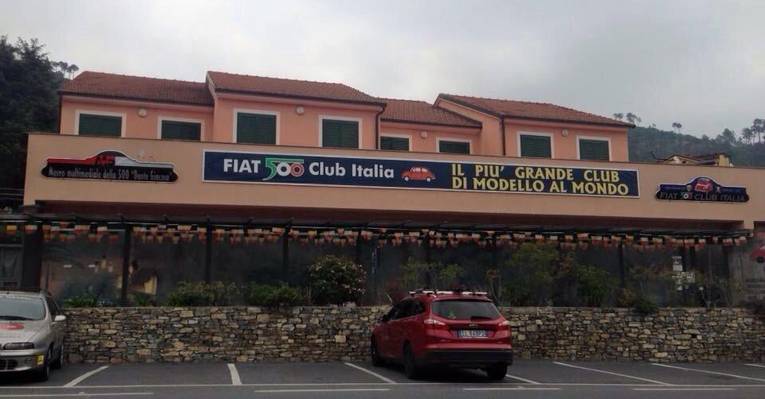 Museo multimediale della 500 "Dante Giacosa"
FIAT 500 Club Italia
IL PIU' GRANDE CLUB
DI MODELLO AL MONDO
FIAT 500 CLUB ITALIA